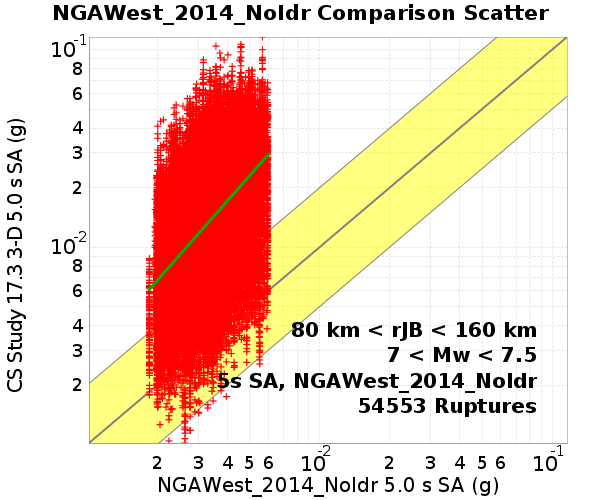 NGAWest_2014_NoIdr Comparison Scatter
CS Study 17.3 3-D 5.0 s SA (g)
10-1
8
6
4
3
2
10-2
8
6
4
3
2
80 km < rJB < 160 km
7 < Mw < 7.5
5s SA, NGAWest_2014_NoIdr
54553 Ruptures
2 3 4 5 6 10-2 2 3 4 5 6 10-1
NGAWest_2014_NoIdr 5.0 s SA (g)